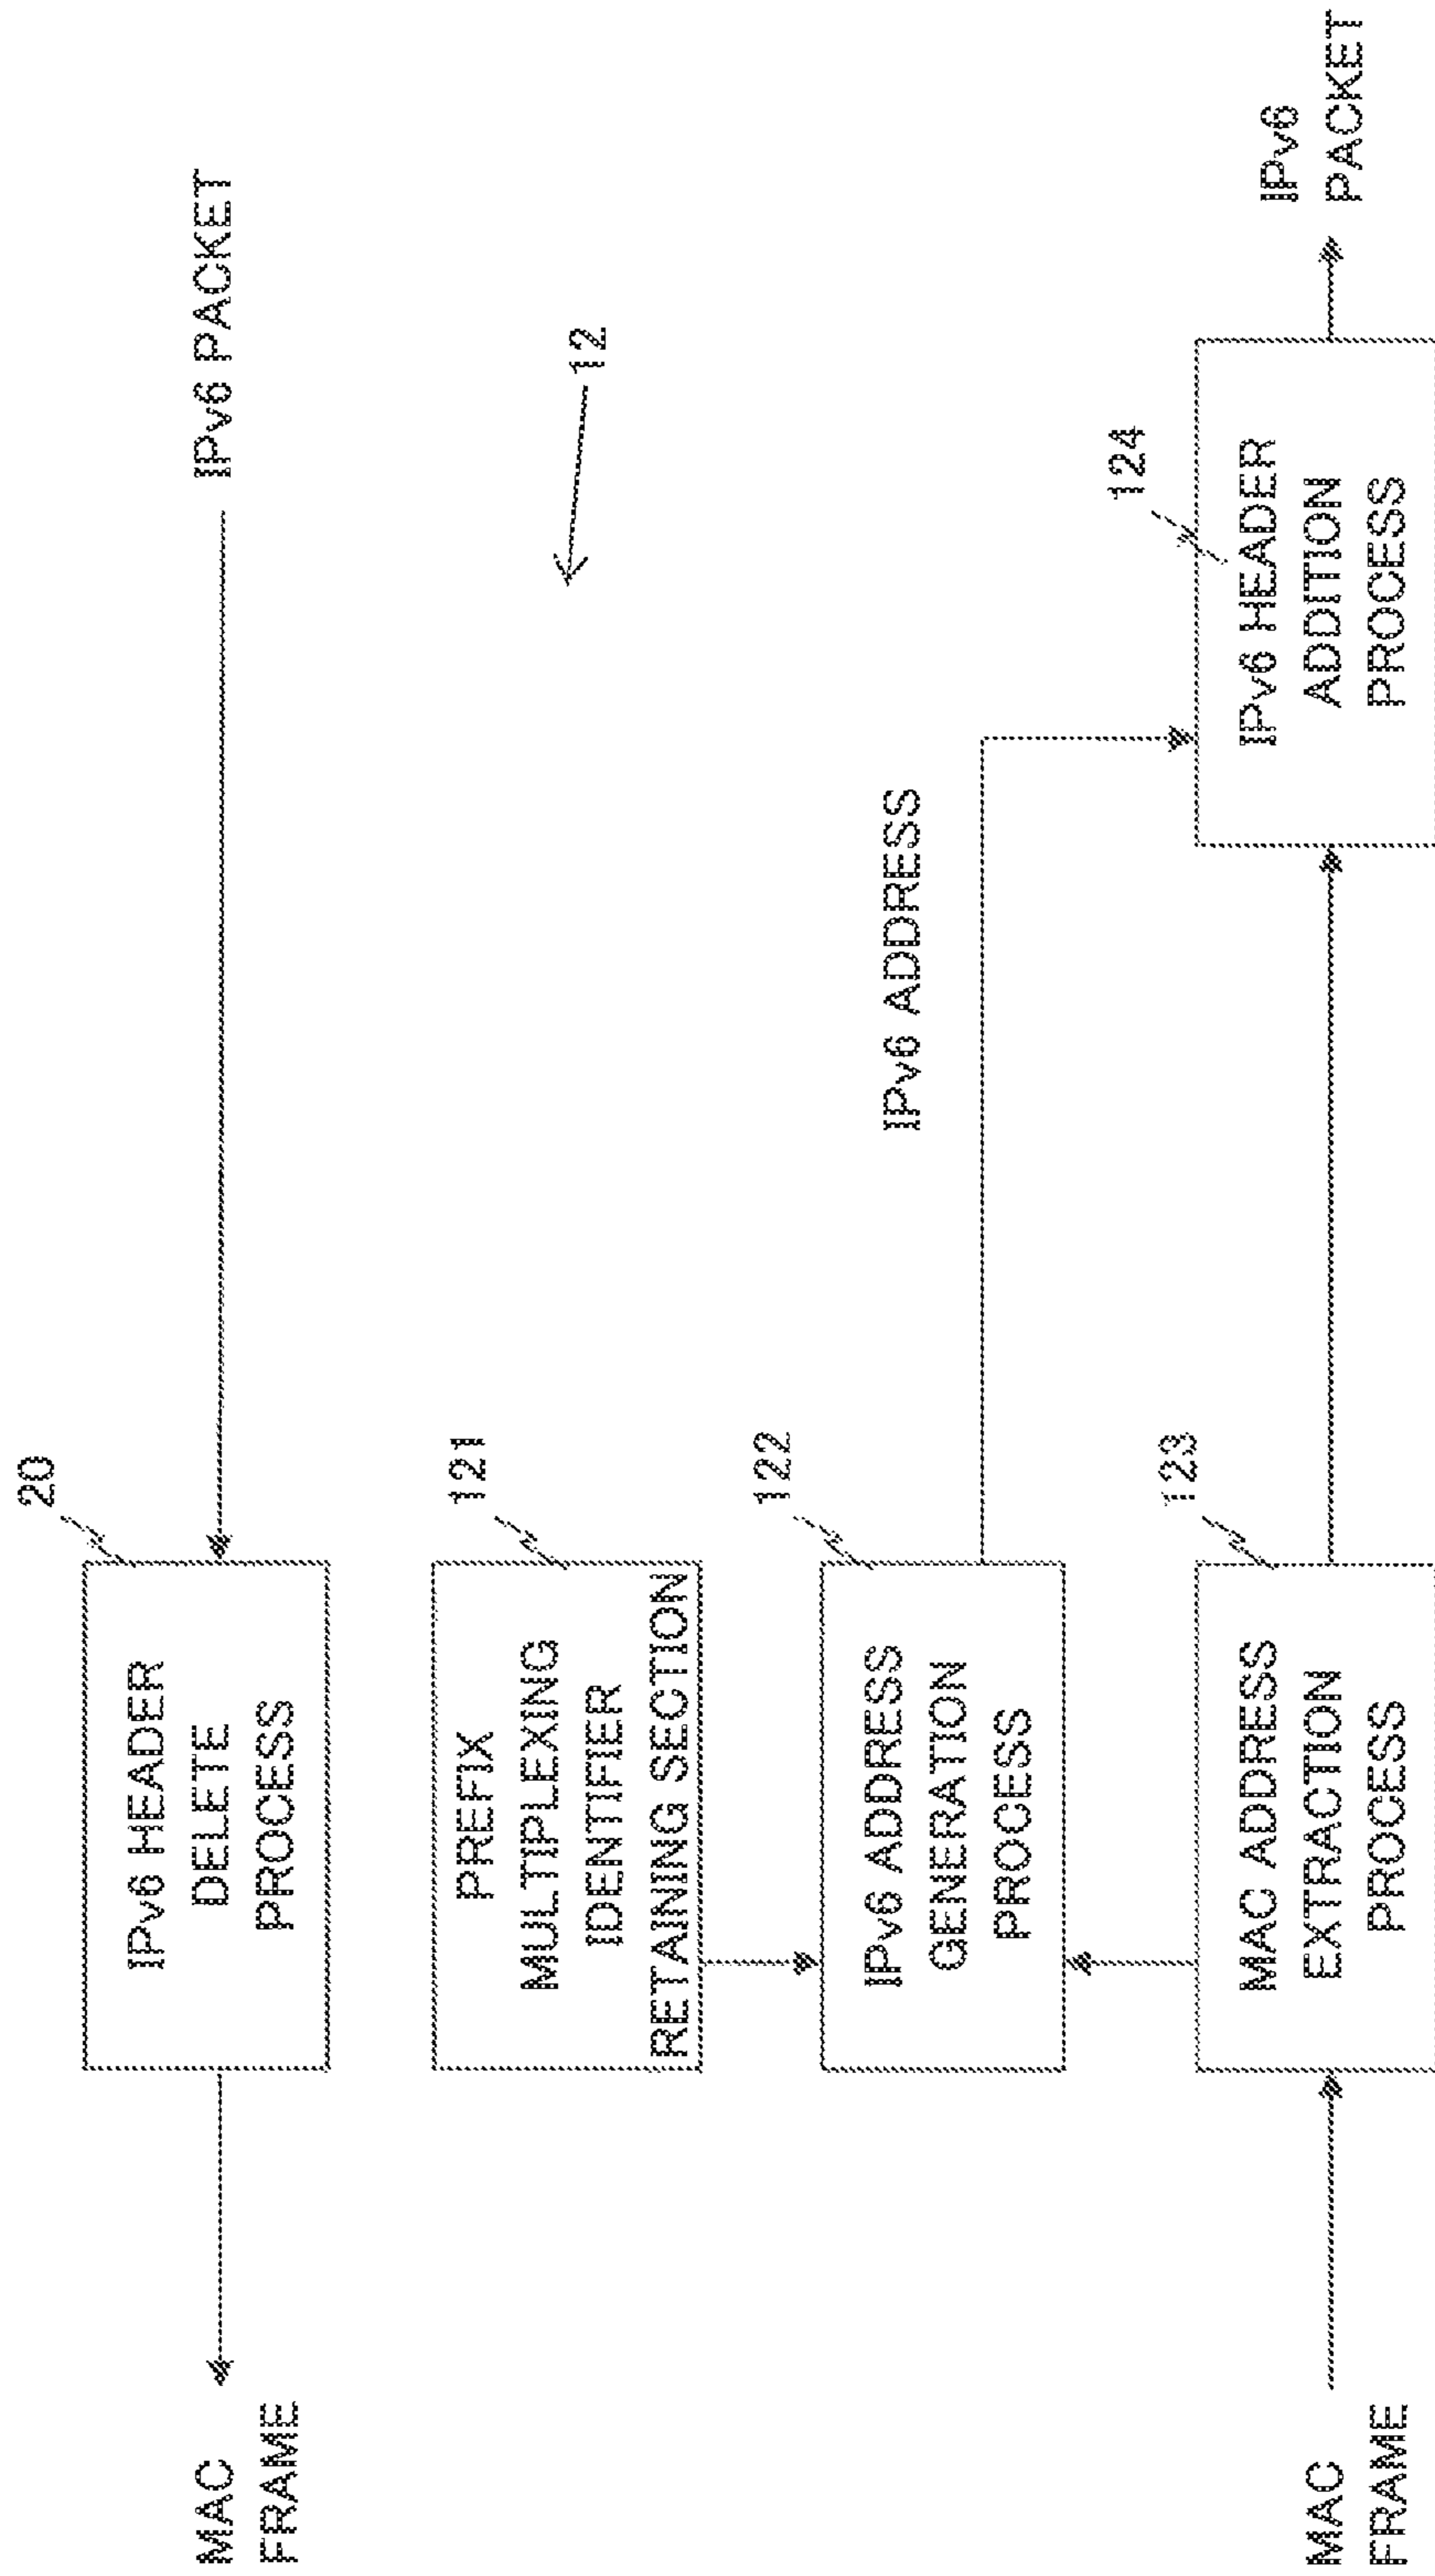 MAC
FRAME
20
IPv6 HEADER
DELETE
PROCESS
IPv6 PACKET
121
PREFIX
MULTIPLEXING
IDENTIFIER
RETAINING SECTION
12
122
IPv6 ADDRESS
GENERATION
PROCESS
IPv6 ADDRESS
MAC
FRAME
123
MAC ADDRESS
EXTRACTION
PROCESS
124
IPv6 HEADER
ADDITION
PROCESS
IPv6
PACKET